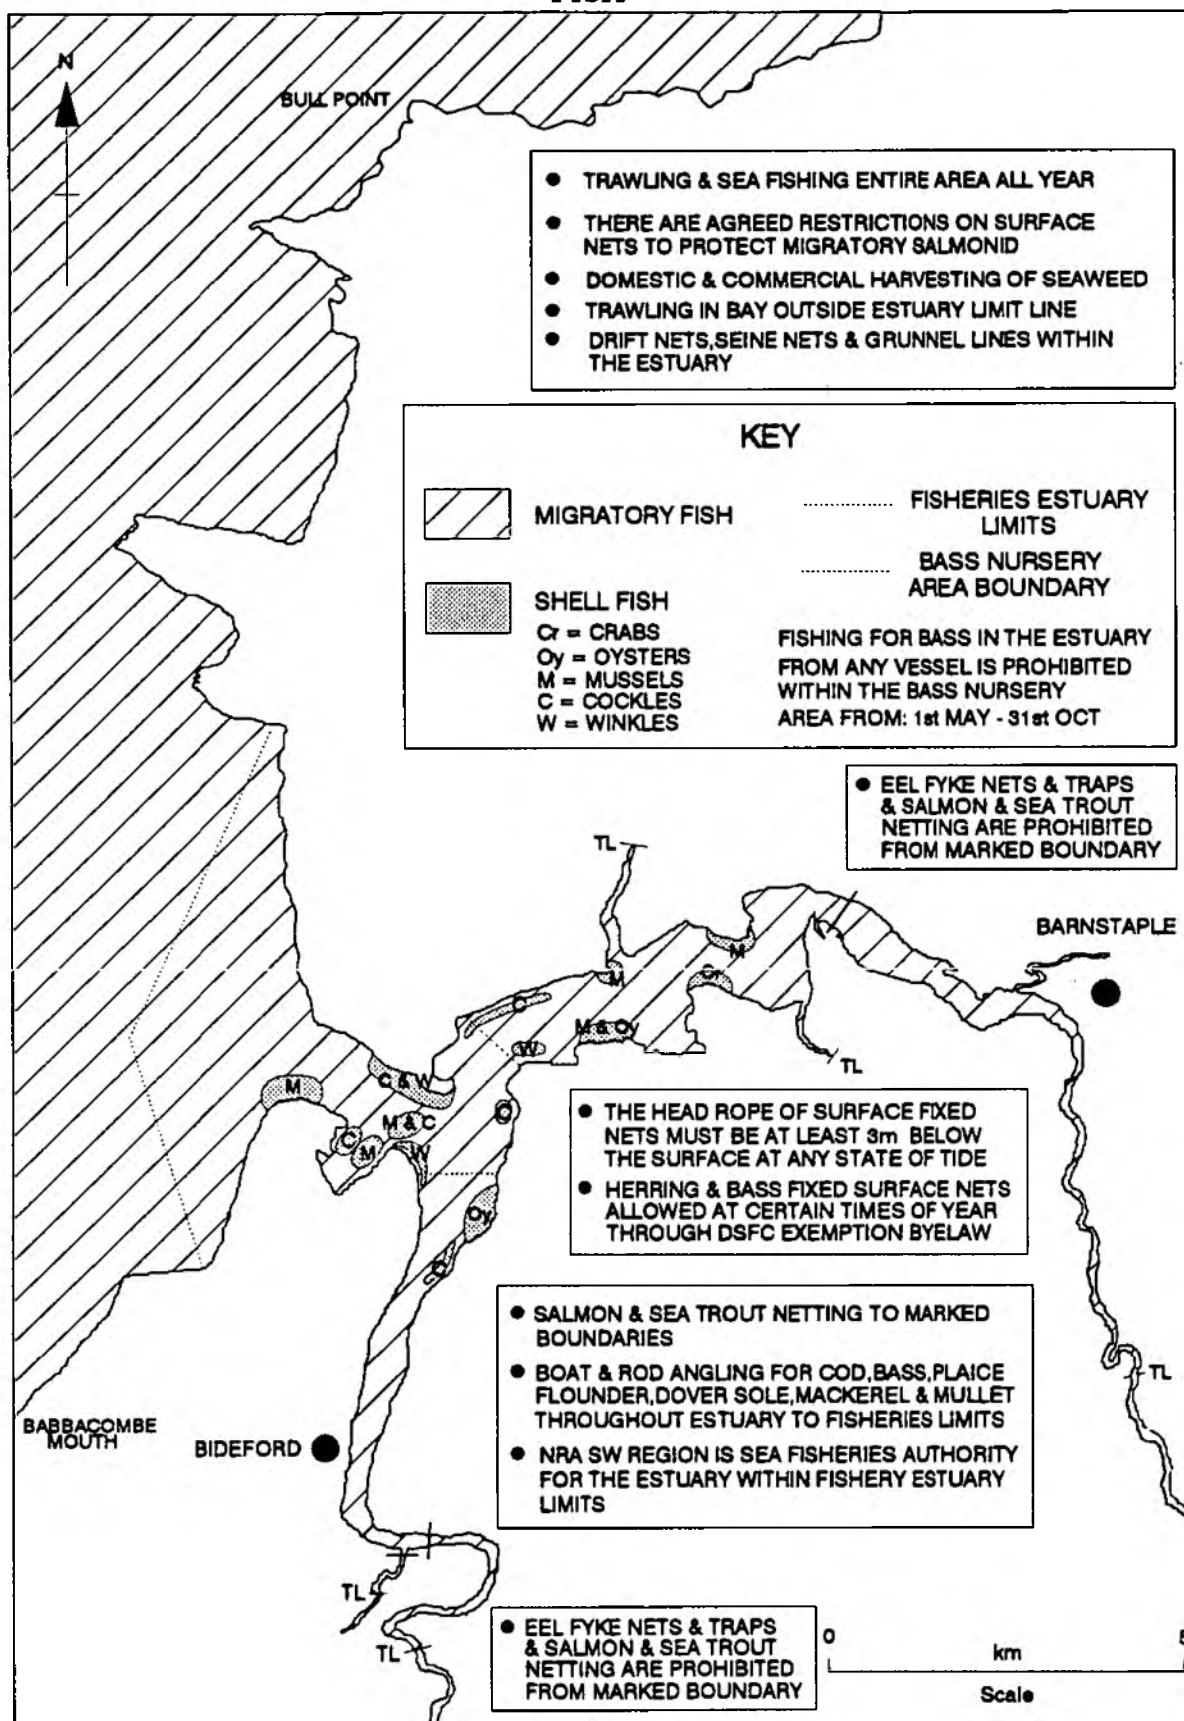 FISH
N
BULL POINT
● TRAWLING & SEA FISHING ENTIRE AREA ALL YEAR
● THERE ARE AGREED RESTRICTIONS ON SURFACE
NETS TO PROTECT MIGRATORY SALMONID
● DOMESTIC & COMMERCIAL HARVESTING OF SEAWEED
● TRAWLING IN BAY OUTSIDE ESTUARY LIMIT LINE
● DRIFT NETS,SEINE NETS & GRUNNEL LINES WITHIN
THE ESTUARY
KEY
MIGRATORY FISH
FISHERIES ESTUARY
LIMITS
BASS NURSERY
AREA BOUNDARY
SHELL FISH
Cr = CRABS
Oy = OYSTERS
M = MUSSELS
C = COCKLES
W = WINKLES
FISHING FOR BASS IN THE ESTUARY
FROM ANY VESSEL IS PROHIBITED
WITHIN THE BASS NURSERY
AREA FROM: 1st MAY - 31st OCT
● EEL FYKE NETS & TRAPS
& SALMON & SEA TROUT
NETTING ARE PROHIBITED
FROM MARKED BOUNDARY
TL
BARNSTAPLE
M
M
Cr
C
M & Oy
W
TL
C & W
M
M & C
C
C
M
W
Oy
C
● THE HEAD ROPE OF SURFACE FIXED
NETS MUST BE AT LEAST 3m BELOW
THE SURFACE AT ANY STATE OF TIDE
● HERRING & BASS FIXED SURFACE NETS
ALLOWED AT CERTAIN TIMES OF YEAR
THROUGH DSFC EXEMPTION BYELAW
● SALMON & SEA TROUT NETTING TO MARKED
BOUNDARIES
● BOAT & ROD ANGLING FOR COD,BASS,PLAICE
FLOUNDER,DOVER SOLE,MACKEREL & MULLET
THROUGHOUT ESTUARY TO FISHERIES LIMITS
● NRA SW REGION IS SEA FISHERIES AUTHORITY
FOR THE ESTUARY WITHIN FISHERY ESTUARY
LIMITS
TL
BABBACOMBE
MOUTH
BIDEFORD
TL
TL
● EEL FYKE NETS & TRAPS
& SALMON & SEA TROUT
NETTING ARE PROHIBITED
FROM MARKED BOUNDARY
0
5
km
Scale